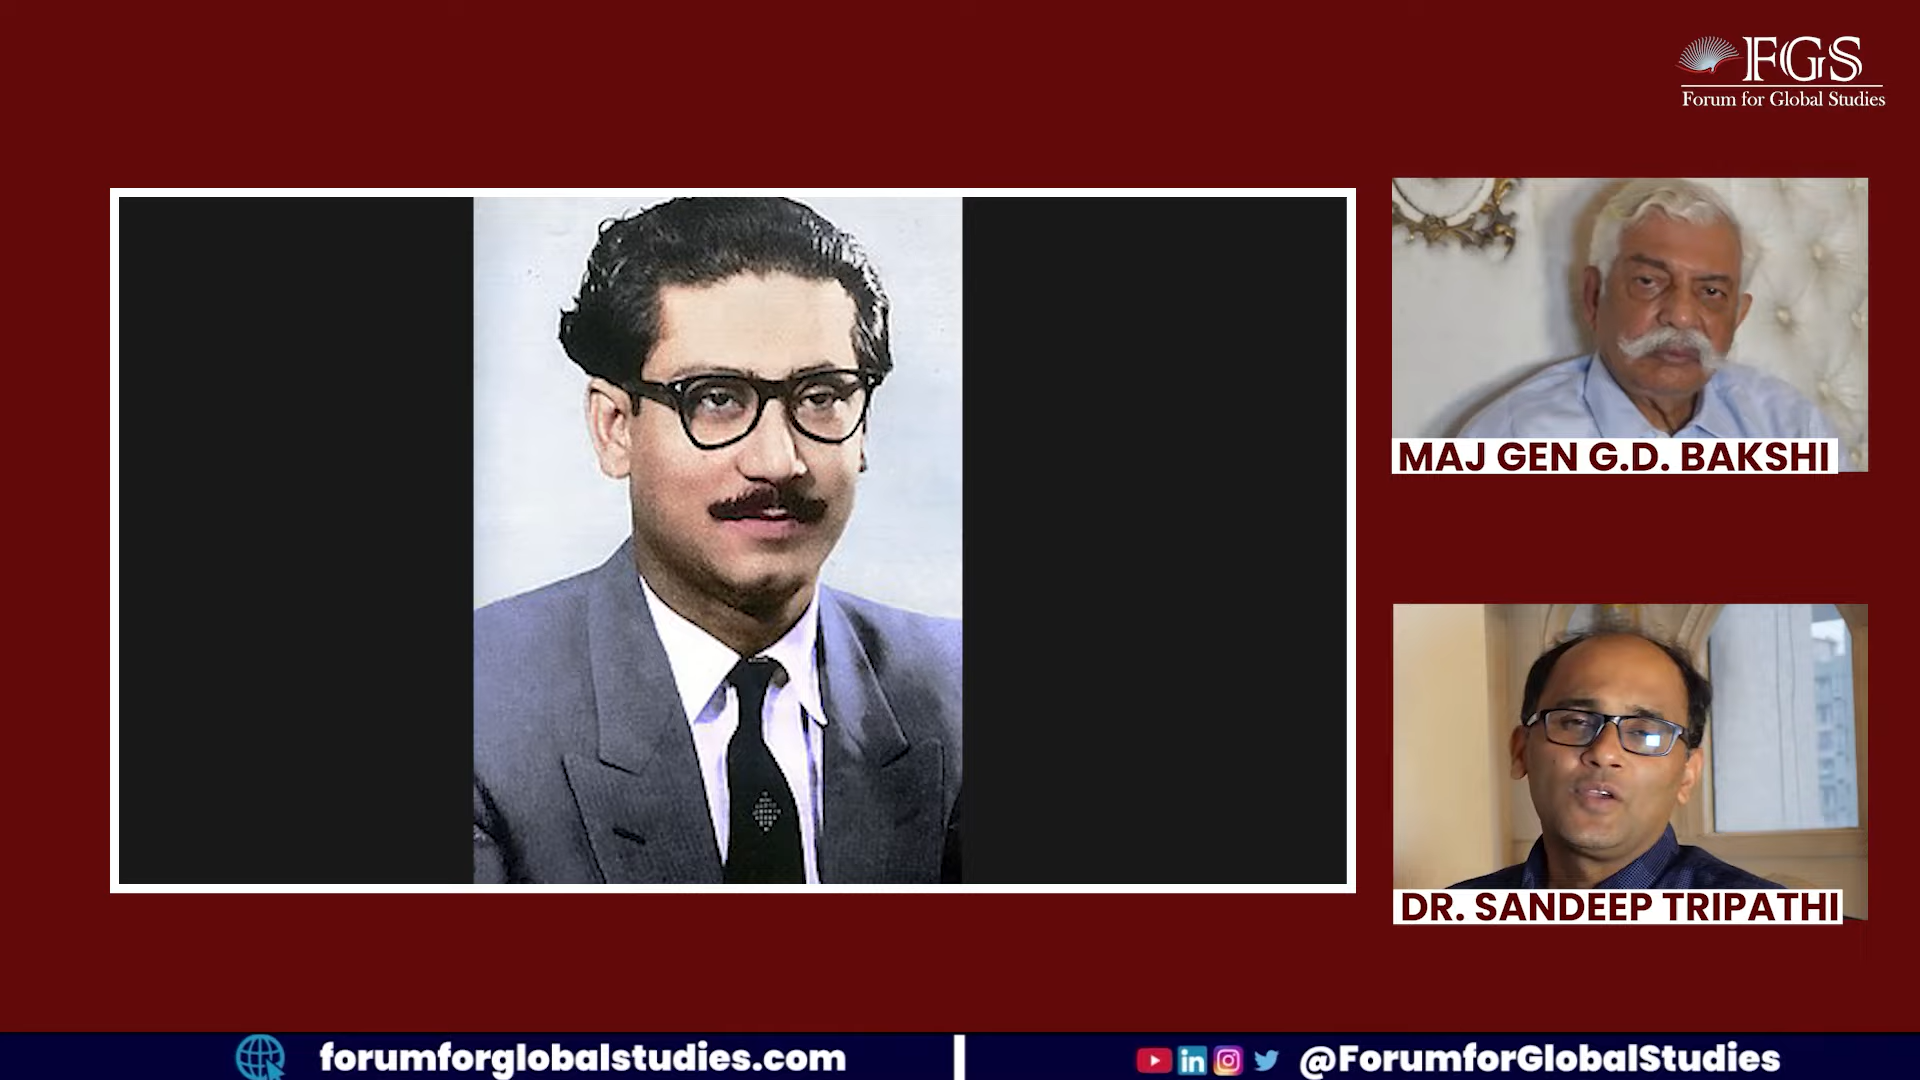 FGS
Forum for Global Studies
MAJ GEN G.D. BAKSHI
DR. SANDEEP TRIPATHI
forumforglobalstudies.com
@ForumforGlobalStudies